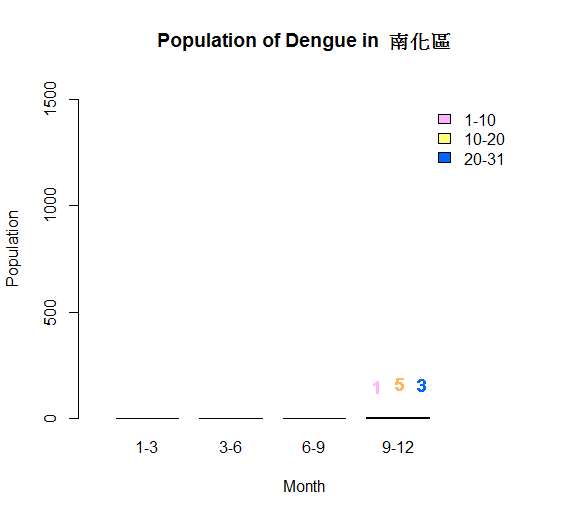 Population of Dengue in 南化區
1500
1000
500
0
Population
1-10
10-20
20-31
1 5 3
1-3 3-6 6-9 9-12
Month